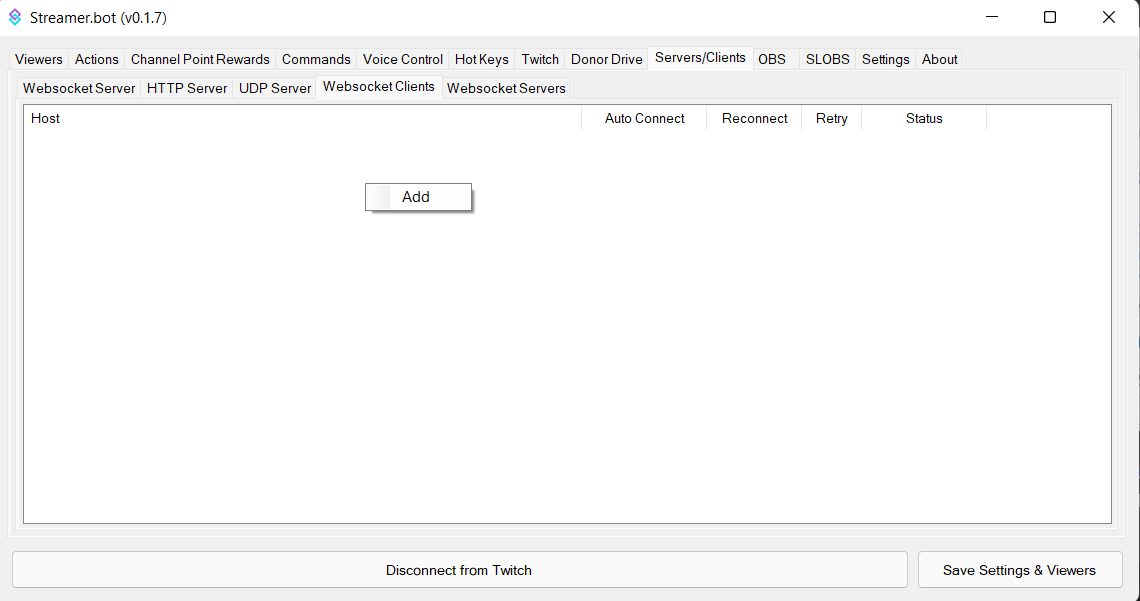 Streamer.bot (v0.1.7)
Viewers Actions Channel Point Rewards Commands Voice Control Hot Keys Twitch Donor Drive Servers/Clients OBS SLOBS Settings About
Websocket Server HTTP Server UDP Server Websocket Clients Websocket Servers
Host Auto Connect Reconnect Retry Status
Add
Disconnect from Twitch Save Settings & Viewers